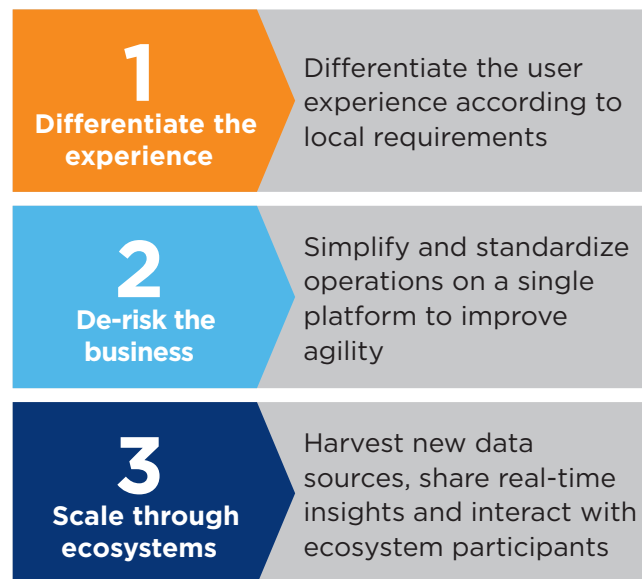 1
Differentiate the
experience
Differentiate the user
experience according to
local requirements
2
De-risk the
business
Simplify and standardize
operations on a single
platform to improve
agility
3
Scale through
ecosystems
Harvest new data
sources, share real-time
insights and interact with
ecosystem participants